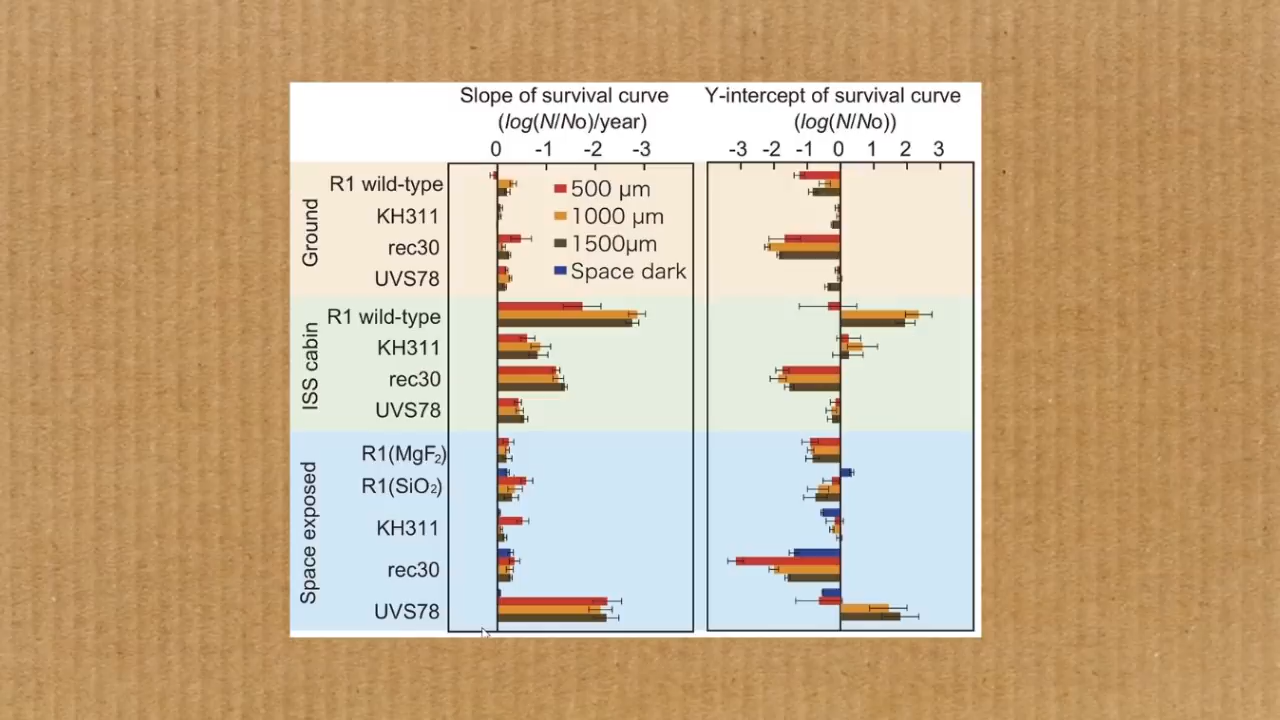 Slope of survival curve
(log(N/No)/year)
0 -1 -2 -3
Y-intercept of survival curve
(log(N/No))
-3 -2 -1 0 1 2 3
Ground
R1 wild-type
KH311
rec30
UVS78
500 µm
1000 µm
1500µm
Space dark
ISS cabin
R1 wild-type
KH311
rec30
UVS78
Space exposed
R1(MgF₂)
R1(SiO₂)
KH311
rec30
UVS78